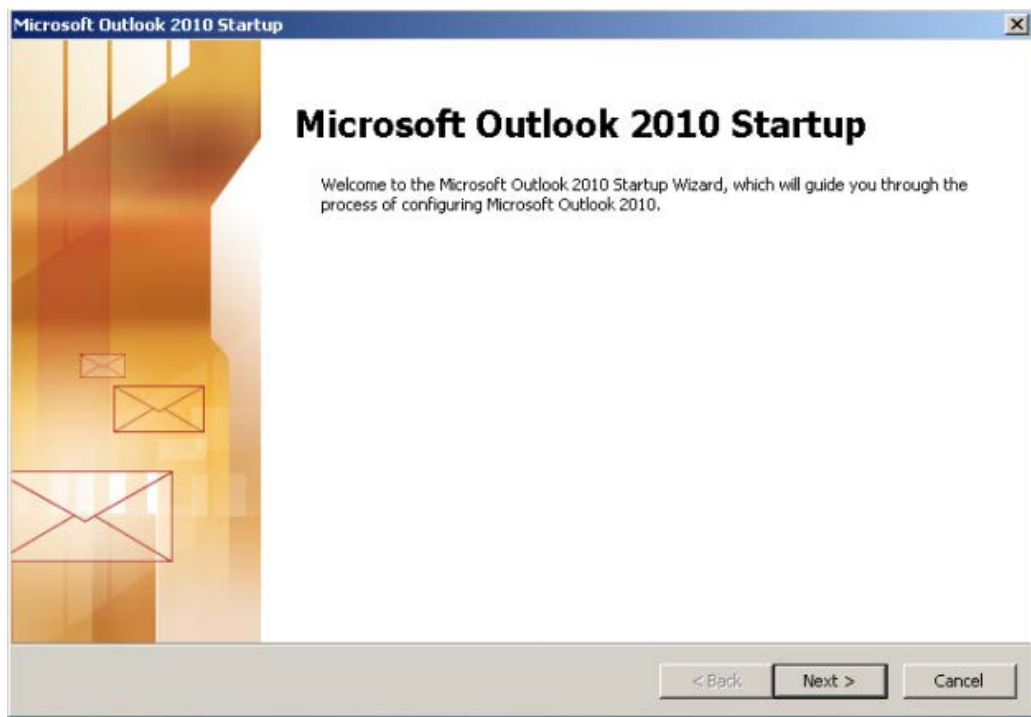 Microsoft Outlook 2010 Startup
Microsoft Outlook 2010 Startup
Welcome to the Microsoft Outlook 2010 Startup Wizard, which will guide you through the
process of configuring Microsoft Outlook 2010.
< Back Next > Cancel